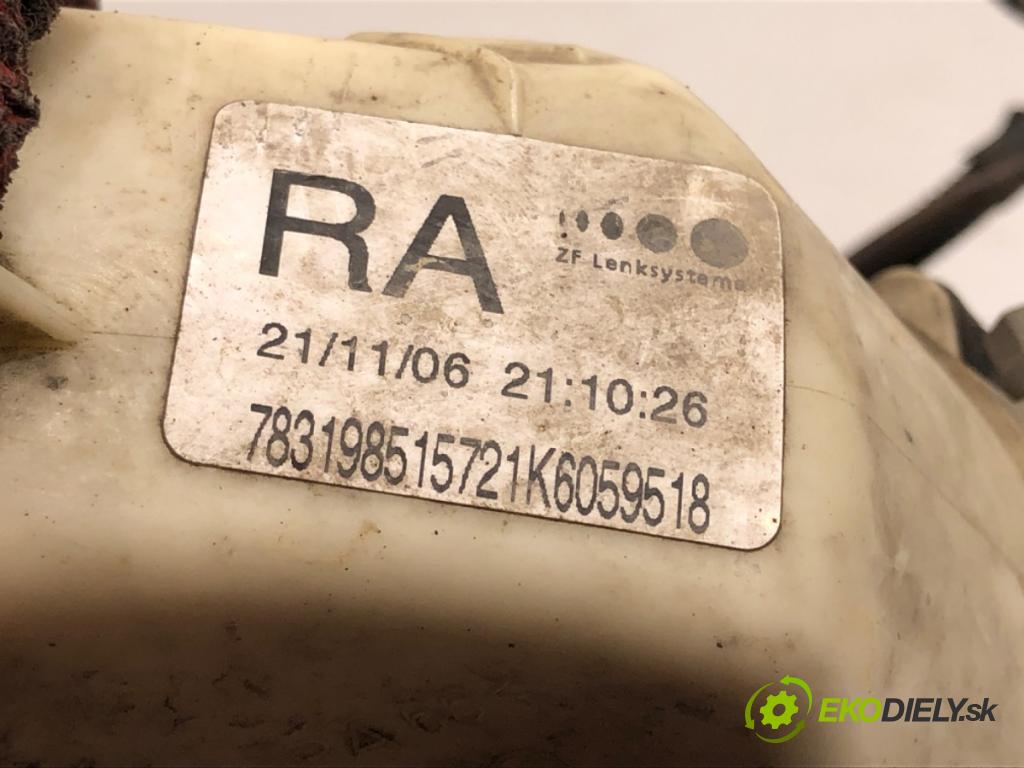 RA
ZF Lenksysteme
21/11/06 21:10:26
783198515721K6059518
EKODIELY.sk